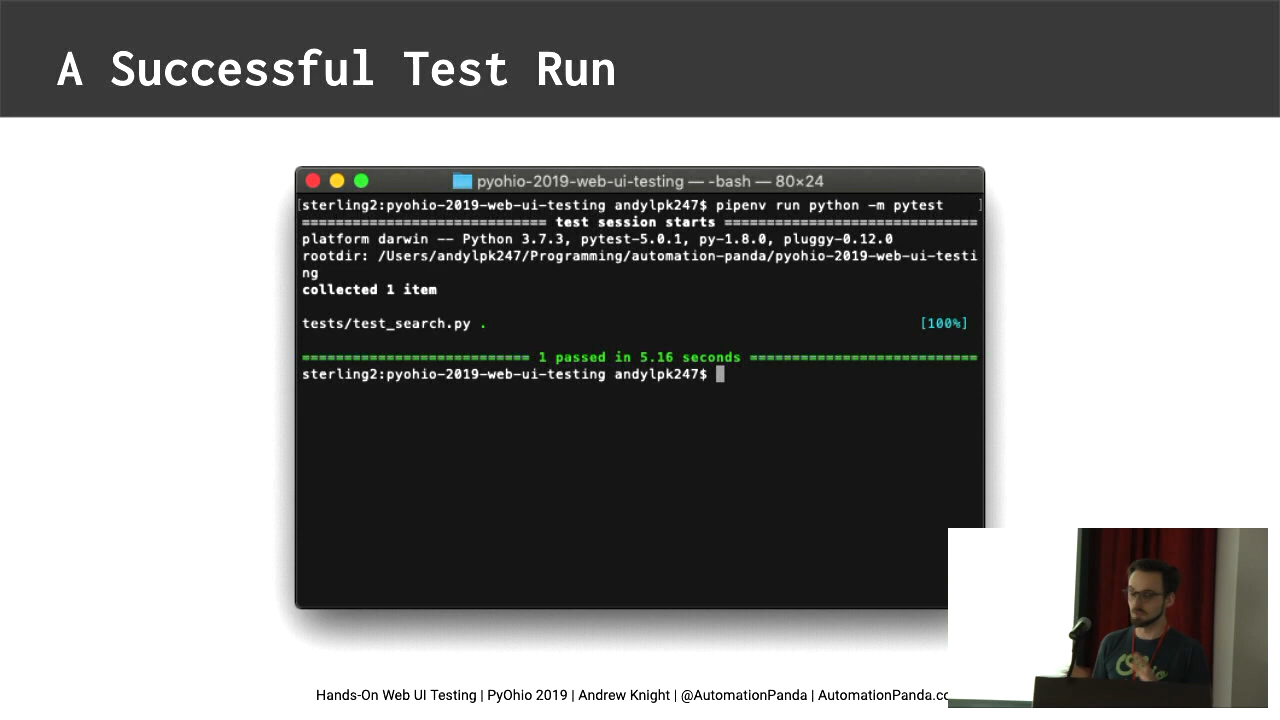 A Successful Test Run
pyohio-2019-web-ui-testing — -bash — 80×24
[sterling2:pyohio-2019-web-ui-testing andylpk247$ pipenv run python -m pytest ]
============================= test session starts ==============================
platform darwin -- Python 3.7.3, pytest-5.0.1, py-1.8.0, pluggy-0.12.0
rootdir: /Users/andylpk247/Programming/automation-panda/pyohio-2019-web-ui-testi
ng
collected 1 item
tests/test_search.py . [100%]
=========================== 1 passed in 5.16 seconds ===========================
sterling2:pyohio-2019-web-ui-testing andylpk247$
Hands-On Web UI Testing | PyOhio 2019 | Andrew Knight | @AutomationPanda | AutomationPanda.co